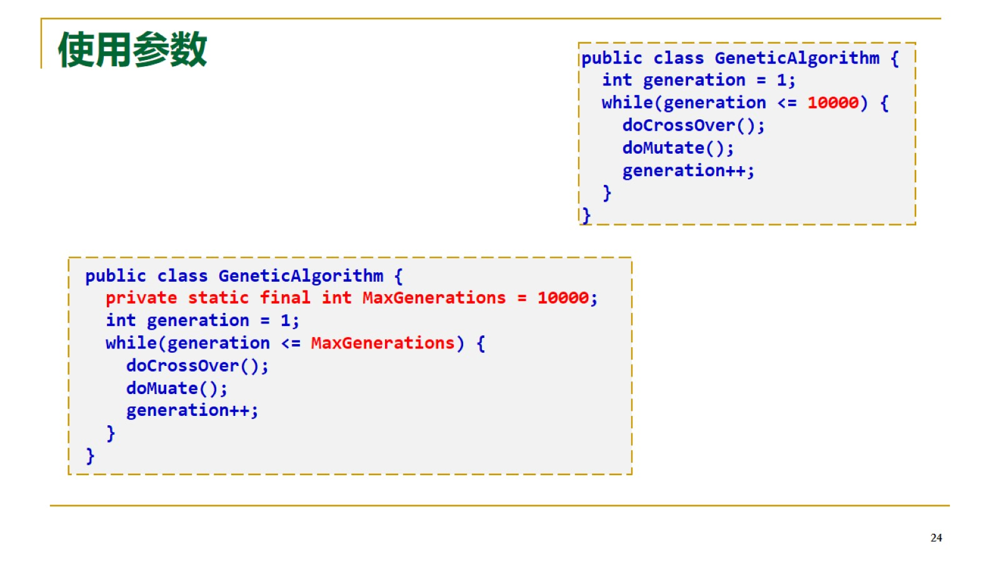 使用参数
public class GeneticAlgorithm {
int generation = 1;
while(generation <= 10000) {
doCrossOver();
doMutate();
generation++;
}
}
public class GeneticAlgorithm {
private static final int MaxGenerations = 10000;
int generation = 1;
while(generation <= MaxGenerations) {
doCrossOver();
doMuate();
generation++;
}
}
24